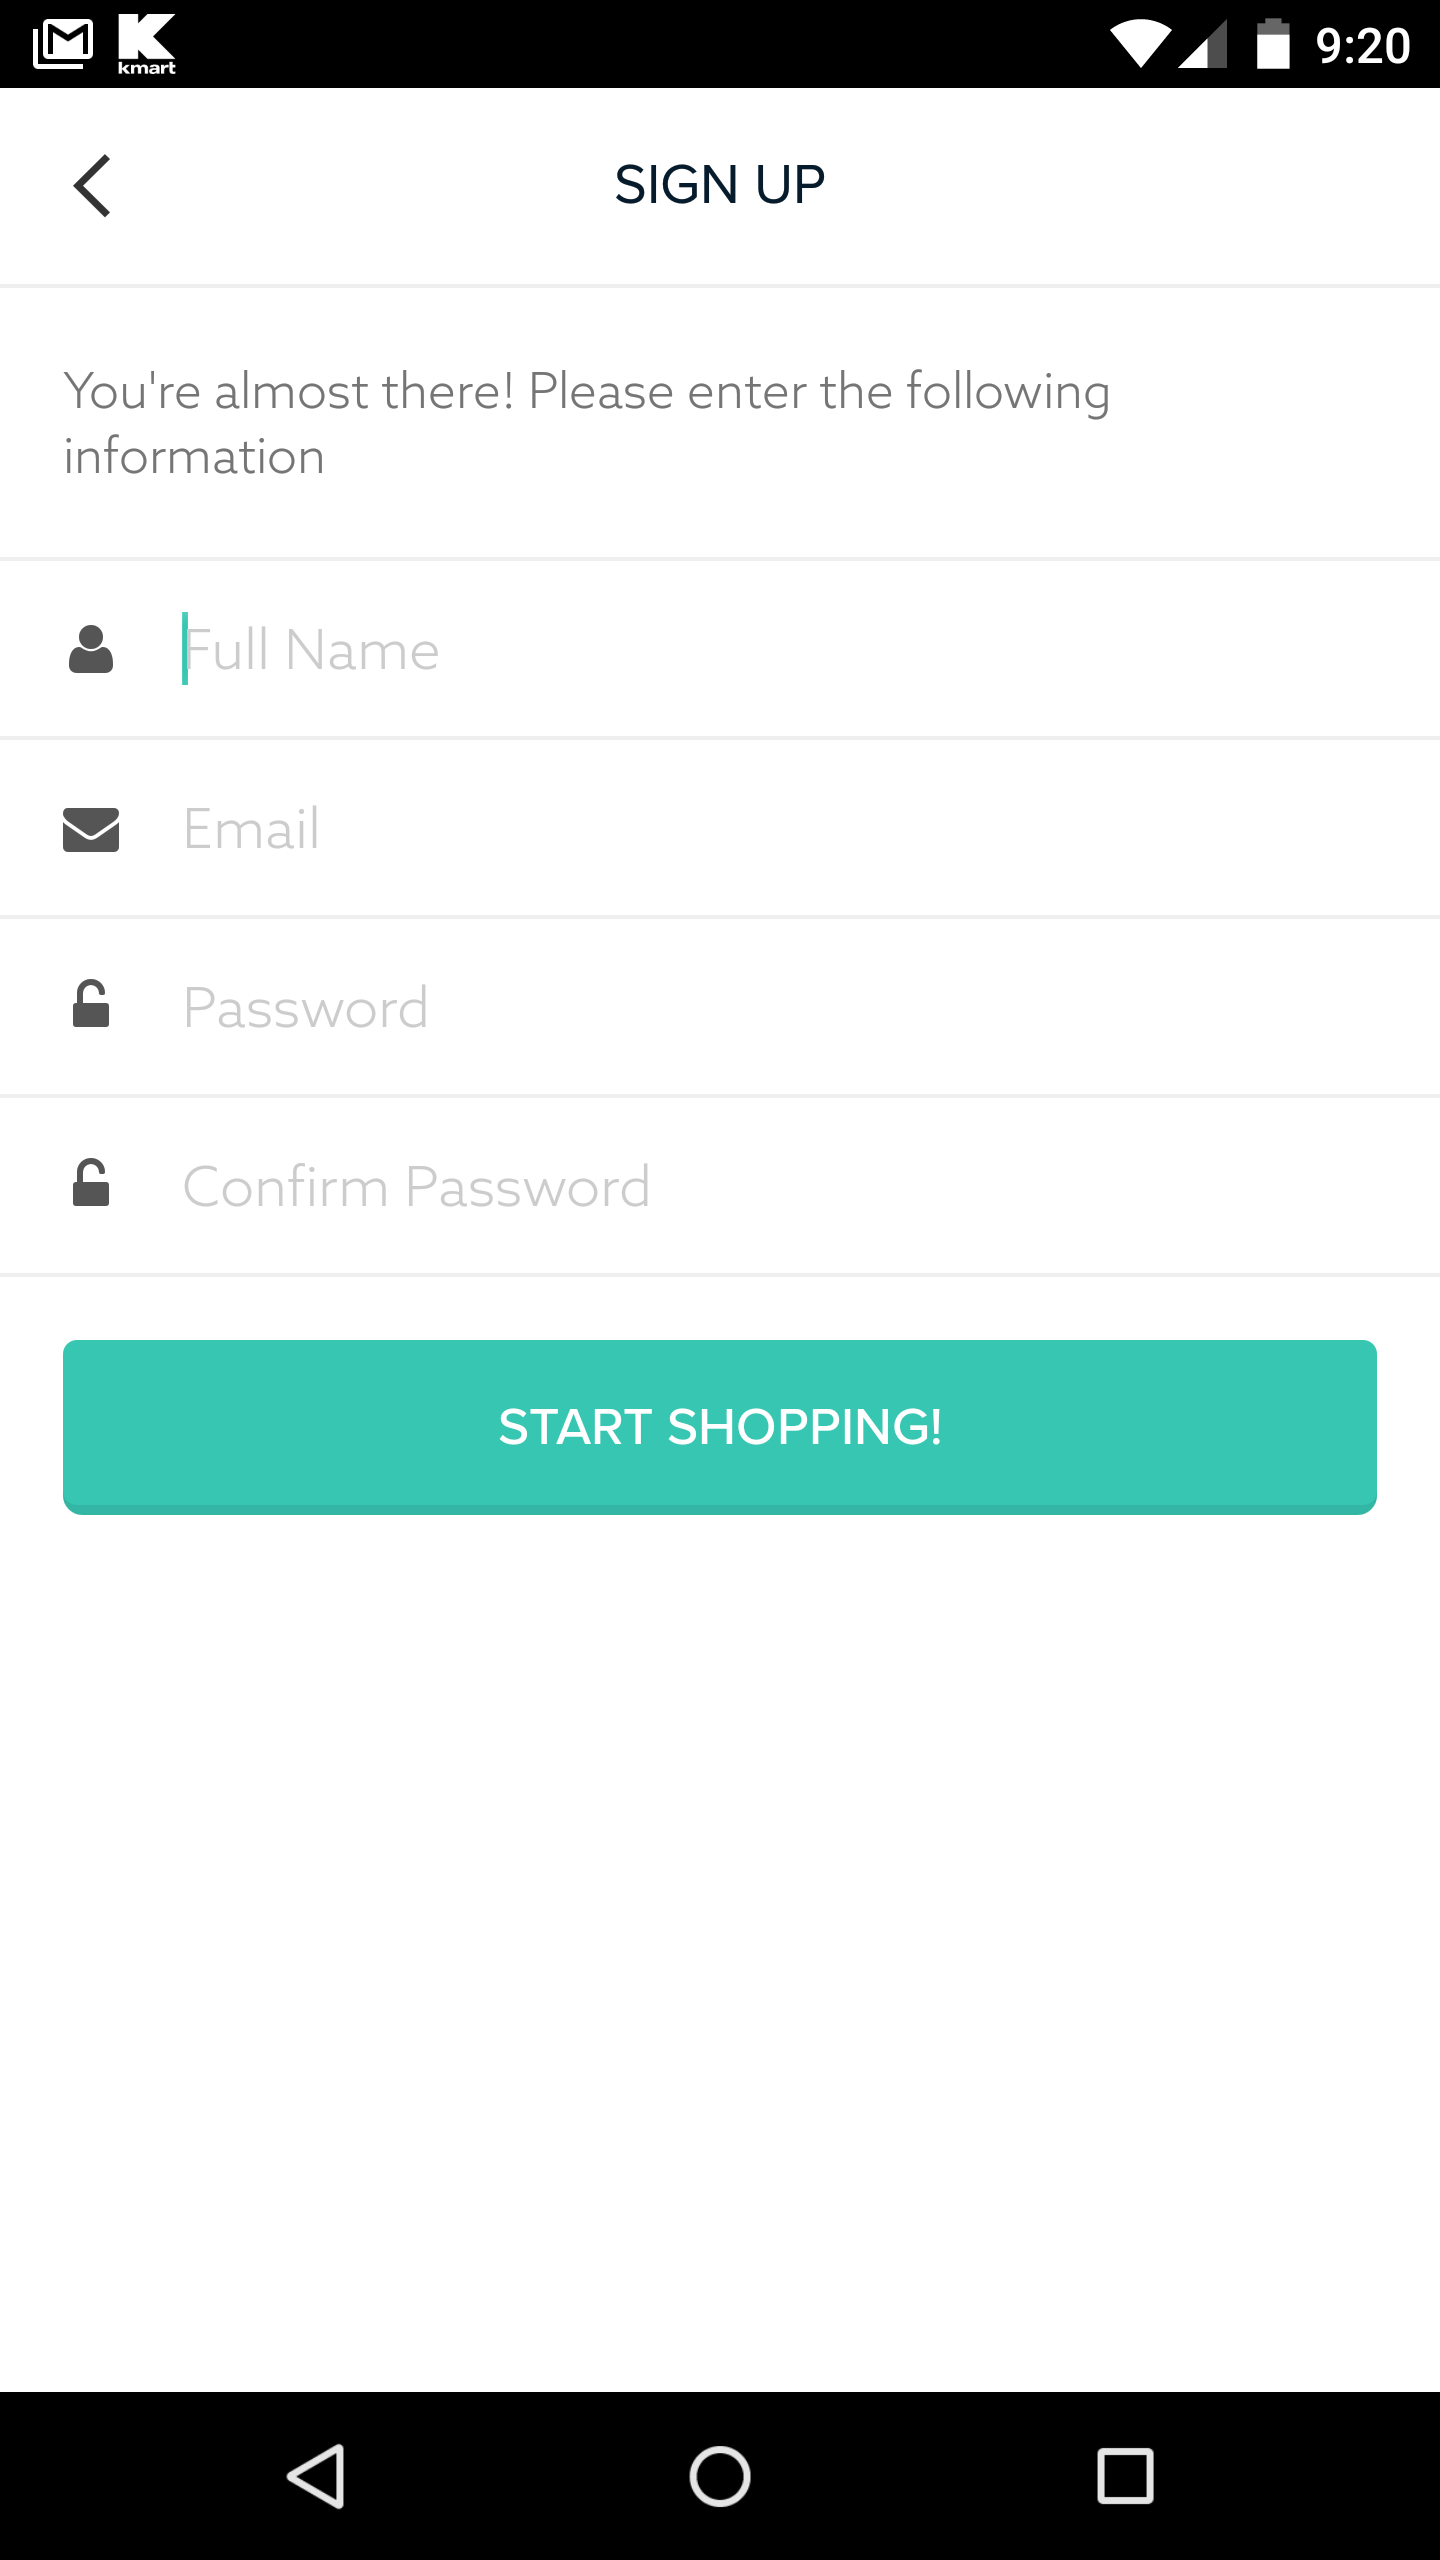 kmart
9:20
SIGN UP
You're almost there! Please enter the following
information
Full Name
Email
Password
Confirm Password
START SHOPPING!